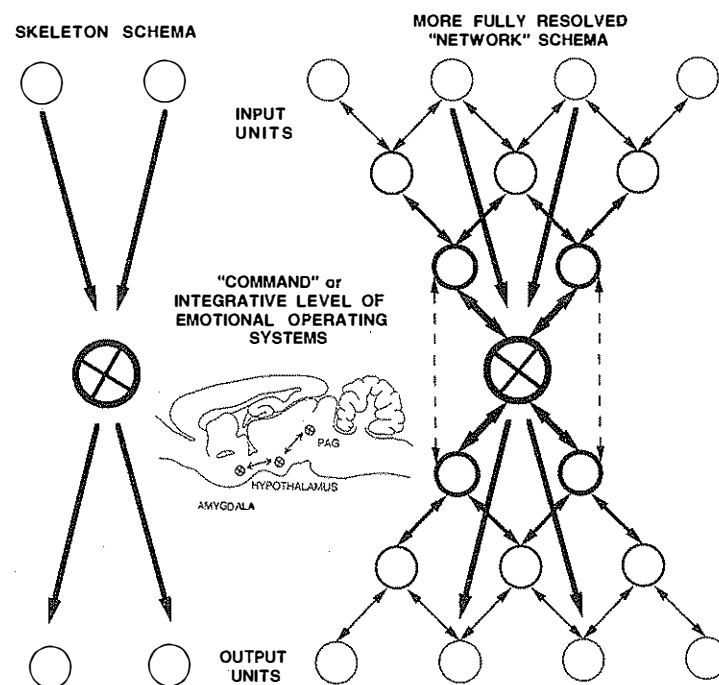 SKELETON SCHEMA
MORE FULLY RESOLVED
"NETWORK" SCHEMA
INPUT
UNITS
"COMMAND" or
INTEGRATIVE LEVEL OF
EMOTIONAL OPERATING
SYSTEMS
PAG
HYPOTHALAMUS
AMYGDALA
OUTPUT
UNITS